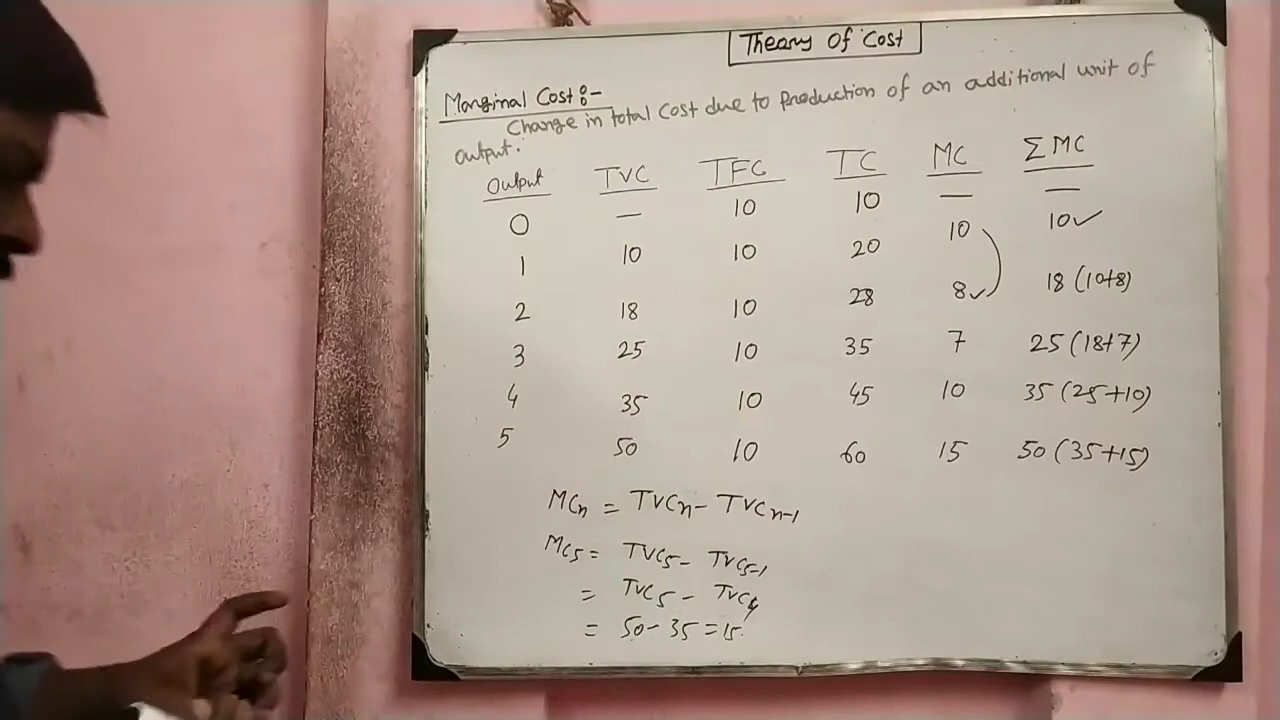 Theory Of Cost
Marginal Cost:-
Change in total cost due to production of an additional unit of
output.
Output TVC TFC TC MC ΣMC
0 — 10 10 — —
1 10 10 20 10 10✓
2 18 10 28 8✓ 18 (10+8)
3 25 10 35 7 25 (18+7)
4 35 10 45 10 35 (25+10)
5 50 10 60 15 50 (35+15)
MCn = TVCn - TVCn-1
MC5 = TVC5 - TVC5-1
= TVC5 - TVC4
= 50 - 35 = 15.